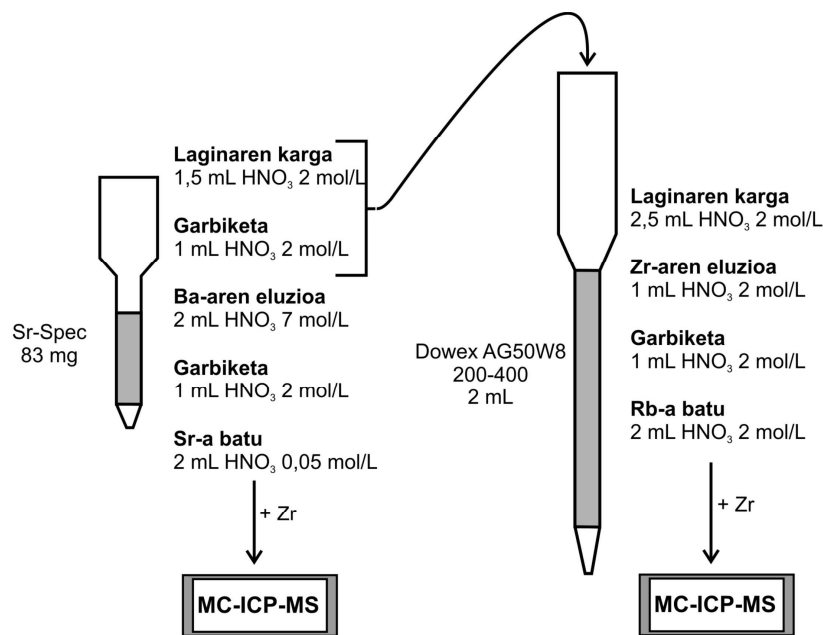 Laginaren karga
1,5 mL HNO₃ 2 mol/L
Garbiketa
1 mL HNO₃ 2 mol/L
Ba-aren eluzioa
2 mL HNO₃ 7 mol/L
Garbiketa
1 mL HNO₃ 2 mol/L
Sr-a batu
2 mL HNO₃ 0,05 mol/L
Sr-Spec
83 mg
+ Zr
MC-ICP-MS
Laginaren karga
2,5 mL HNO₃ 2 mol/L
Zr-aren eluzioa
1 mL HNO₃ 2 mol/L
Garbiketa
1 mL HNO₃ 2 mol/L
Rb-a batu
2 mL HNO₃ 2 mol/L
Dowex AG50W8
200-400
2 mL
+ Zr
MC-ICP-MS